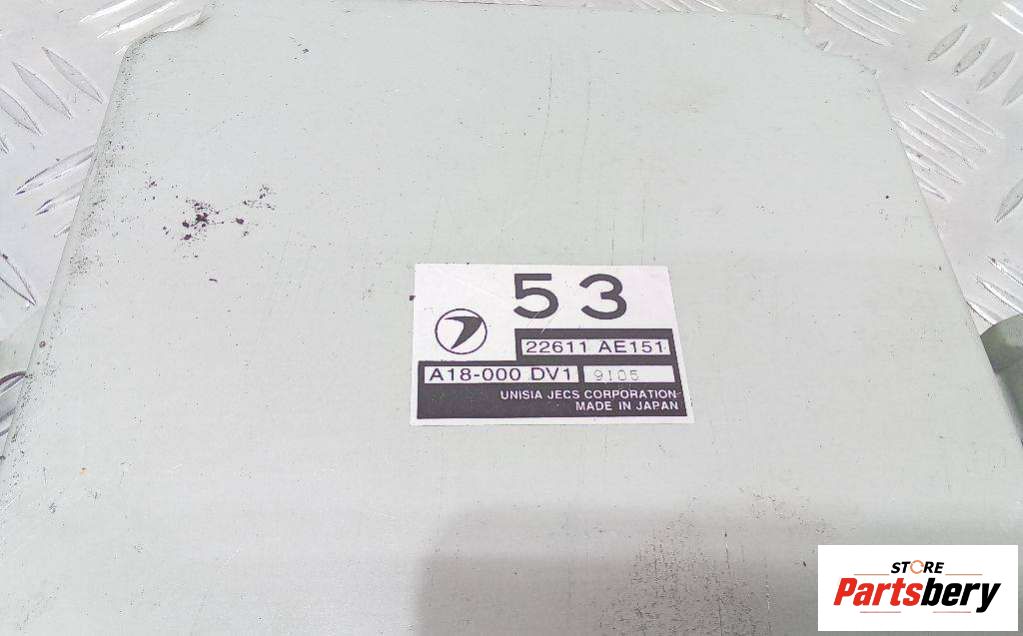 53
22611 AE151
A18-000 DV1 9105
UNISIA JECS CORPORATION
MADE IN JAPAN
STORE
Partsbery